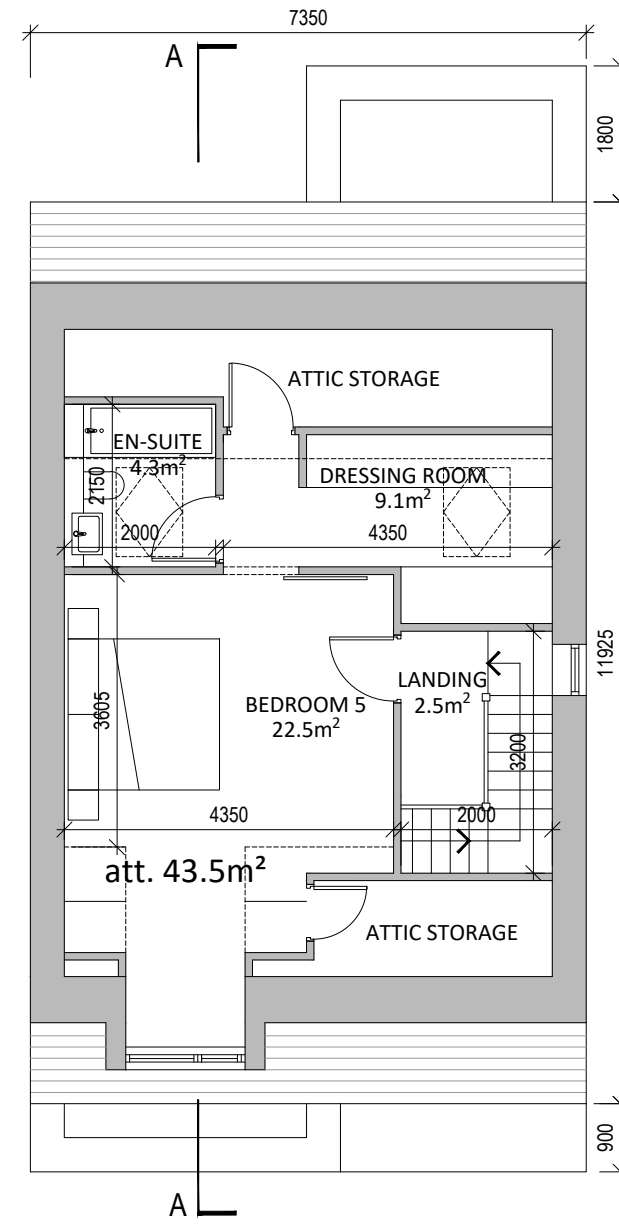 7350
A
1800
ATTIC STORAGE
EN-SUITE
4.3m²
DRESSING ROOM
9.1m²
2150
2000
4350
11925
LANDING
2.5m²
BEDROOM 5
22.5m²
3605
3200
4350
2000
att. 43.5m²
ATTIC STORAGE
900
A